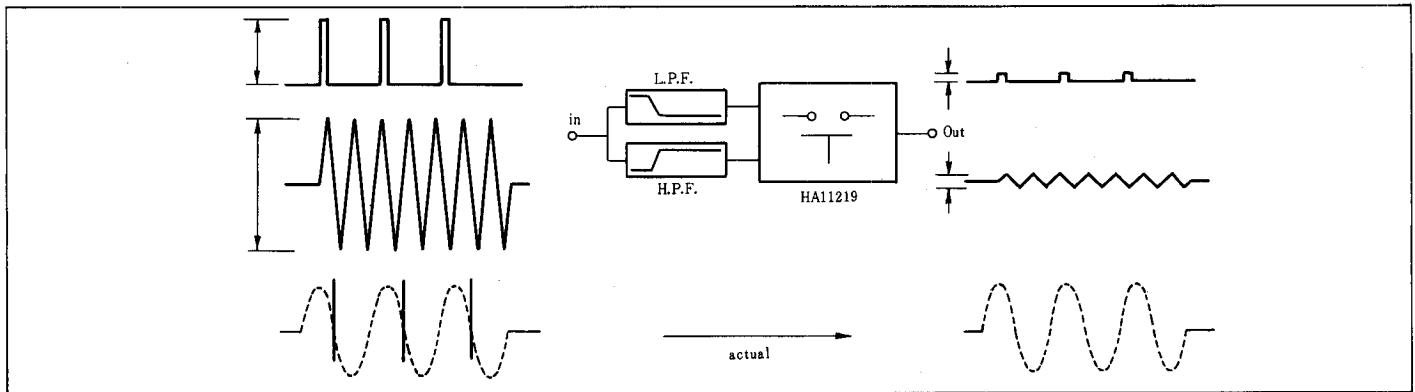 L.P.F.
in
Out
H.P.F.
HA11219
actual